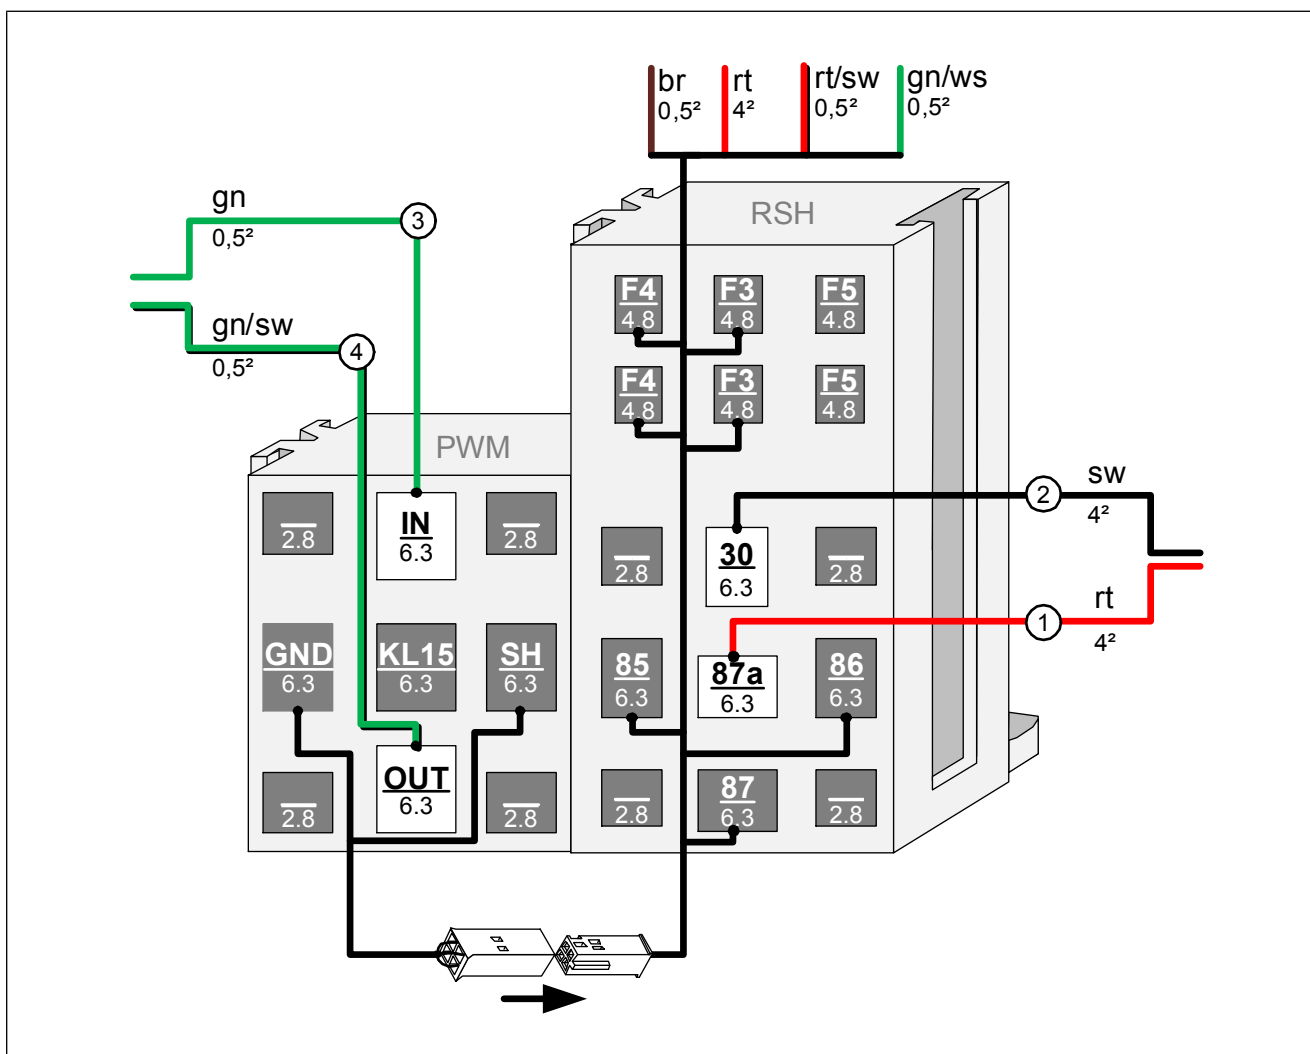 br rt rt/sw gn/ws
0,5² 4² 0,5² 0,5²
gn
3
0,5²
RSH
F4 F3 F5
4.8 4.8 4.8
gn/sw
4
0,5²
F4 F3 F5
4.8 4.8 4.8
PWM
sw
2
4²
IN
2.8 6.3 2.8
30
2.8 6.3 2.8
rt
1
4²
GND KL15 SH
6.3 6.3 6.3
85 87a 86
6.3 6.3 6.3
OUT
2.8 6.3 2.8
87
2.8 6.3 2.8